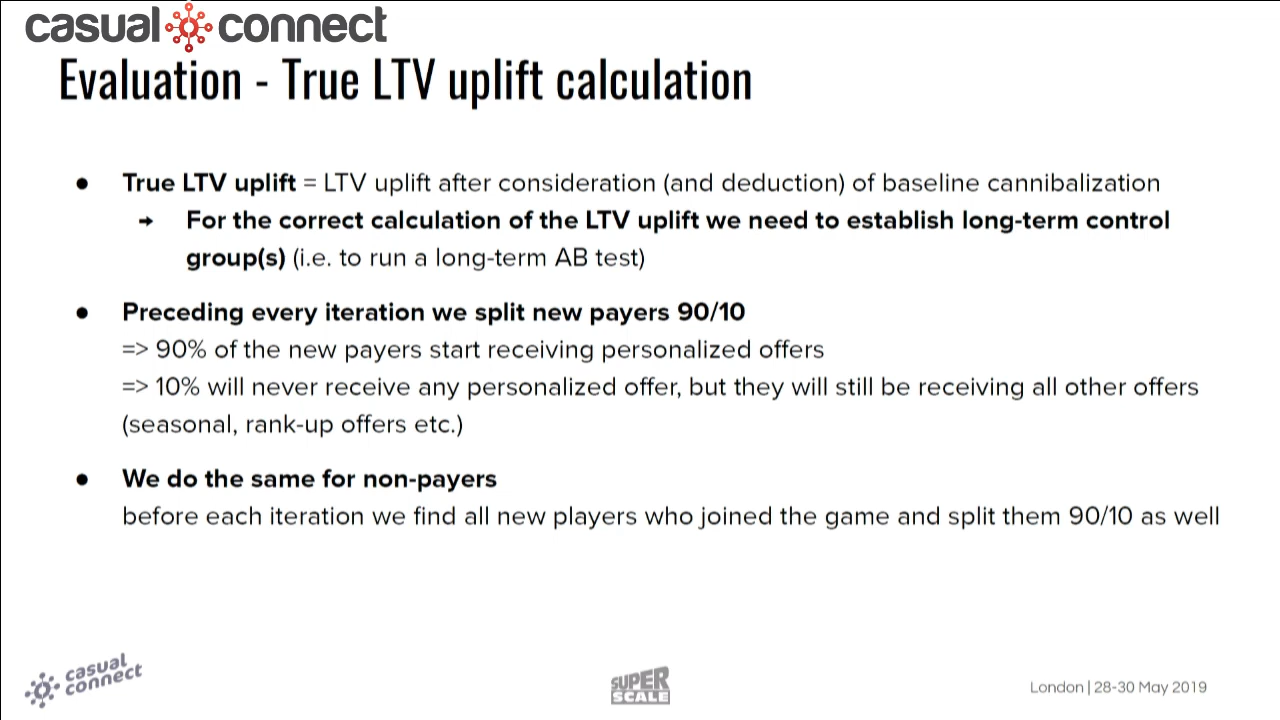 casual connect
Evaluation - True LTV uplift calculation
● True LTV uplift = LTV uplift after consideration (and deduction) of baseline cannibalization
→ For the correct calculation of the LTV uplift we need to establish long-term control
group(s) (i.e. to run a long-term AB test)
● Preceding every iteration we split new payers 90/10
=> 90% of the new payers start receiving personalized offers
=> 10% will never receive any personalized offer, but they will still be receiving all other offers
(seasonal, rank-up offers etc.)
● We do the same for non-payers
before each iteration we find all new players who joined the game and split them 90/10 as well
casual
connect
SUPER
SCALE
London | 28-30 May 2019